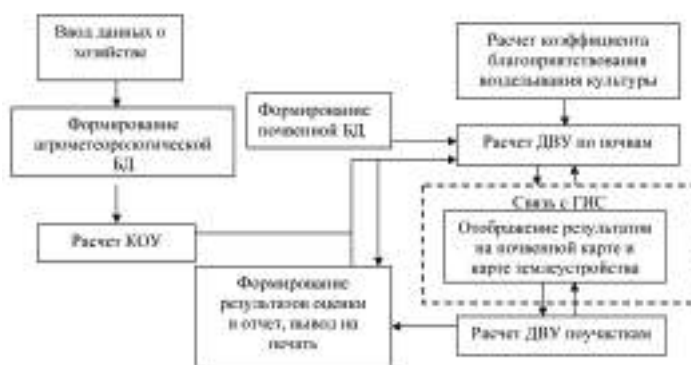 Ввод данных о
хозяйстве
Формирование
агрометеорологической
БД
Расчет КОУ
Формирование
почвенной БД
Формирование
результатов оценки
и отчет, вывод на
печать
Расчет коэффициента
благоприятствования
возделывания культуры
Расчет ДВУ по почвам
Связь с ГИС
Отображение результатов
на почвенной карте и
карте землеустройства
Расчет ДВУ поучасткам